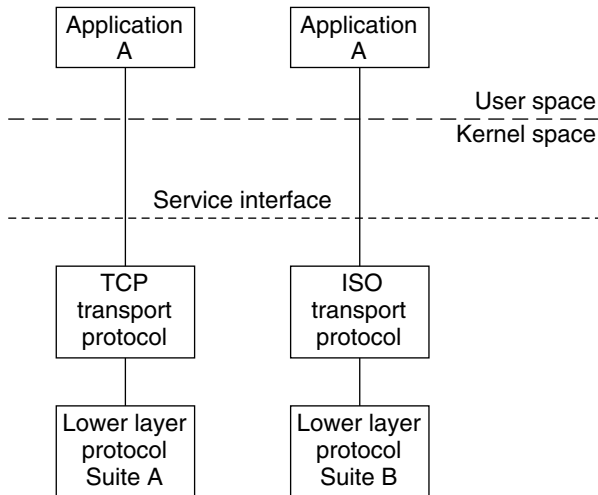 Application
A
Application
A
User space
Kernel space
Service interface
TCP
transport
protocol
ISO
transport
protocol
Lower layer
protocol
Suite A
Lower layer
protocol
Suite B